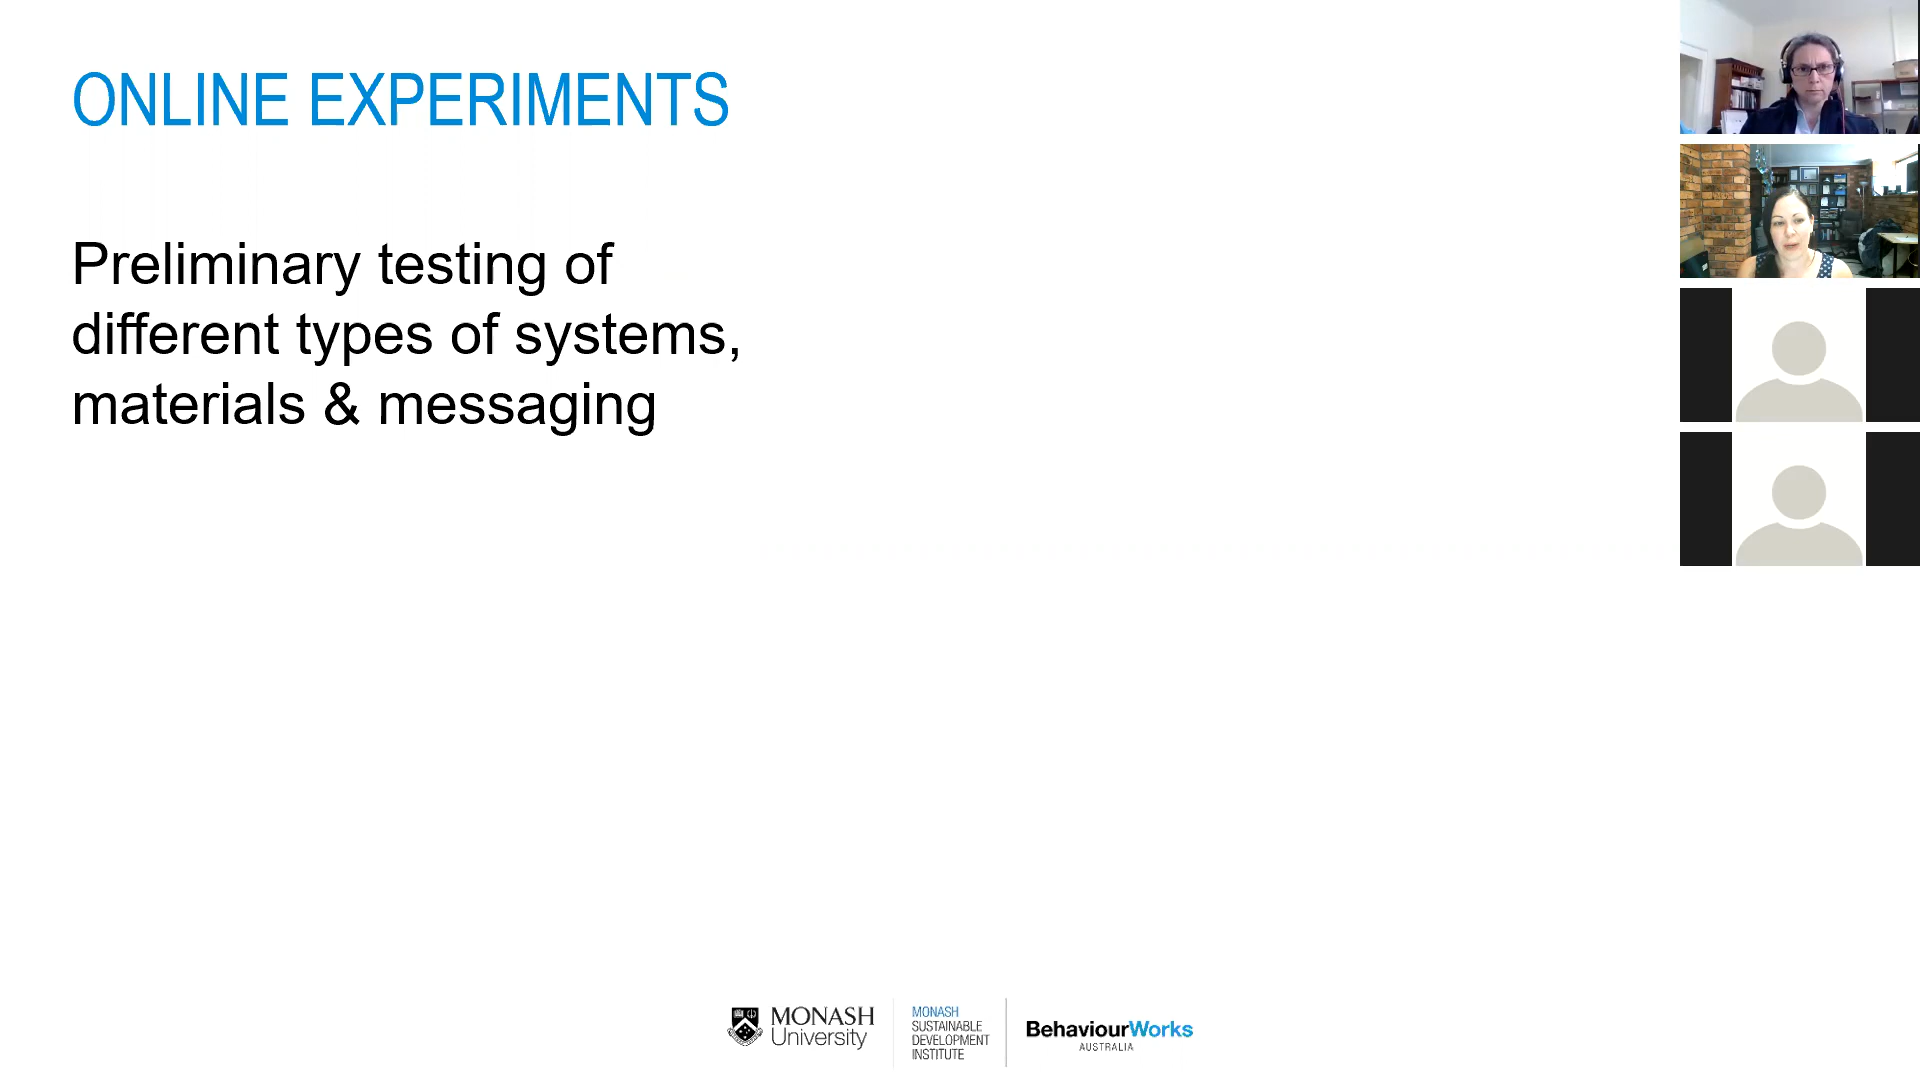 ONLINE EXPERIMENTS
Preliminary testing of
different types of systems,
materials & messaging
MONASH
University
MONASH
SUSTAINABLE
DEVELOPMENT
INSTITUTE
BehaviourWorks
AUSTRALIA